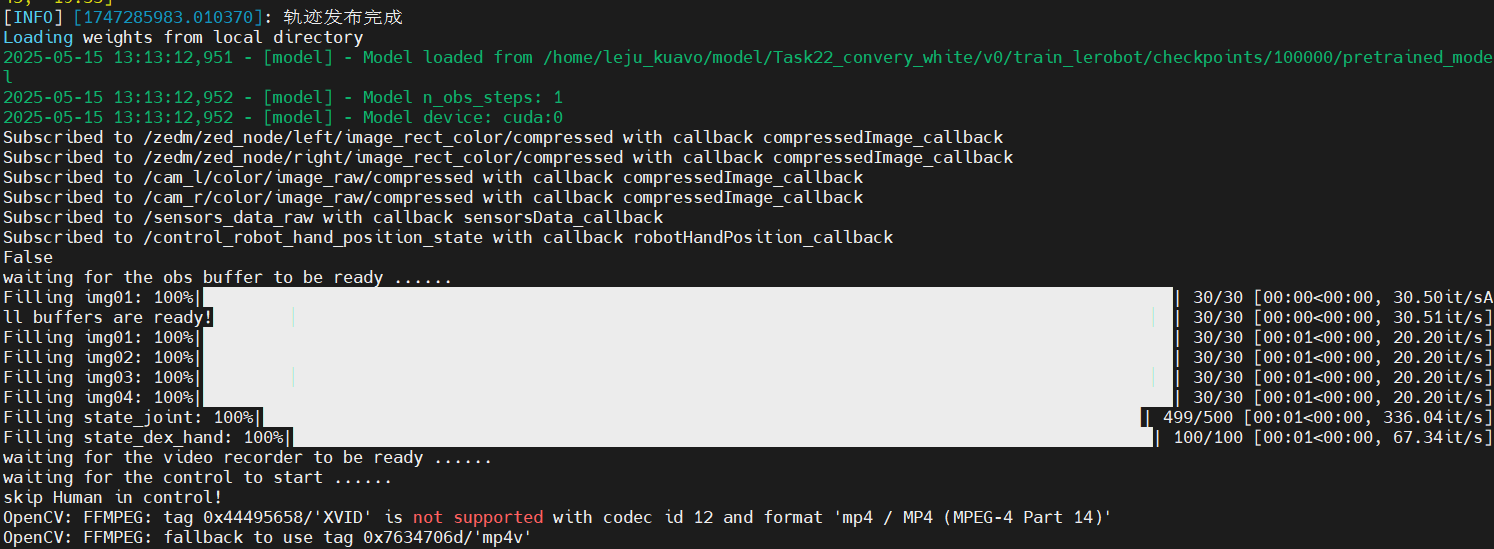 [INFO] [1747285983.010370]: 轨迹发布完成
Loading weights from local directory
2025-05-15 13:13:12,951 - [model] - Model loaded from /home/leju_kuavo/model/Task22_convery_white/v0/train_lerobot/checkpoints/100000/pretrained_mode
l
2025-05-15 13:13:12,952 - [model] - Model n_obs_steps: 1
2025-05-15 13:13:12,952 - [model] - Model device: cuda:0
Subscribed to /zedm/zed_node/left/image_rect_color/compressed with callback compressedImage_callback
Subscribed to /zedm/zed_node/right/image_rect_color/compressed with callback compressedImage_callback
Subscribed to /cam_l/color/image_raw/compressed with callback compressedImage_callback
Subscribed to /cam_r/color/image_raw/compressed with callback compressedImage_callback
Subscribed to /sensors_data_raw with callback sensorsData_callback
Subscribed to /control_robot_hand_position_state with callback robotHandPosition_callback
False
waiting for the obs buffer to be ready ......
Filling img01: 100%| | 30/30 [00:00<00:00, 30.50it/sA
ll buffers are ready! | 30/30 [00:00<00:00, 30.51it/s]
Filling img01: 100%| | 30/30 [00:01<00:00, 20.20it/s]
Filling img02: 100%| | 30/30 [00:01<00:00, 20.20it/s]
Filling img03: 100%| | 30/30 [00:01<00:00, 20.20it/s]
Filling img04: 100%| | 30/30 [00:01<00:00, 20.20it/s]
Filling state_joint: 100%| | 499/500 [00:01<00:00, 336.04it/s]
Filling state_dex_hand: 100%| | 100/100 [00:01<00:00, 67.34it/s]
waiting for the video recorder to be ready ......
waiting for the control to start ......
skip Human in control!
OpenCV: FFMPEG: tag 0x44495658/'XVID' is not supported with codec id 12 and format 'mp4 / MP4 (MPEG-4 Part 14)'
OpenCV: FFMPEG: fallback to use tag 0x7634706d/'mp4v'